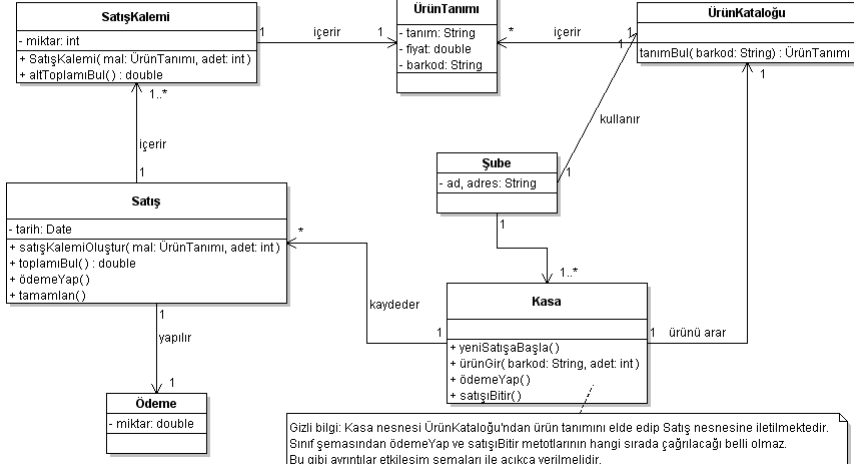 SatışKalemi
- miktar: int
+ SatışKalemi( mal: ÜrünTanımı, adet: int )
+ altToplamıBul() : double
1
içerir
1
ÜrünTanımı
- tanım: String
- fiyat: double
- barkod: String
*
içerir
1
ÜrünKataloğu
tanımBul( barkod: String) : ÜrünTanımı
1
1
1..*
içerir
1
kullanır
Şube
- ad, adres: String
1
1
1..*
Satış
- tarih: Date
+ satışKalemiOluştur( mal: ÜrünTanımı, adet: int )
+ toplamıBul() : double
+ ödemeYap()
+ tamamlan()
*
kaydeder
1
Kasa
+ yeniSatışaBaşla()
+ ürünGir( barkod: String, adet: int )
+ ödemeYap()
+ satışıBitir()
1
ürünü arar
1
yapılır
1
Ödeme
- miktar: double
Gizli bilgi: Kasa nesnesi ÜrünKataloğu'ndan ürün tanımını elde edip Satış nesnesine iletilmektedir.
Sınıf şemasından ödemeYap ve satışıBitir metotlarının hangi sırada çağrılacağı belli olmaz.
Bu gibi ayrıntılar etkileşim şemaları ile açıkça verilmelidir.